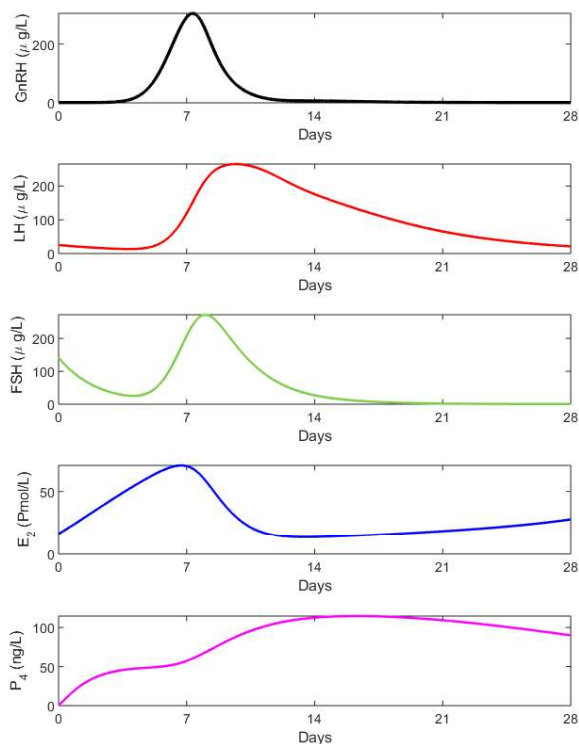 GnRH (μ g/L)
200
0
0 7 14 21 28
Days
LH (μ g/L)
200
100
0
0 7 14 21 28
Days
FSH (μ g/L)
200
100
0
0 7 14 21 28
Days
E2 (Pmol/L)
50
0
0 7 14 21 28
Days
P4 (ng/L)
100
50
0
0 7 14 21 28
Days